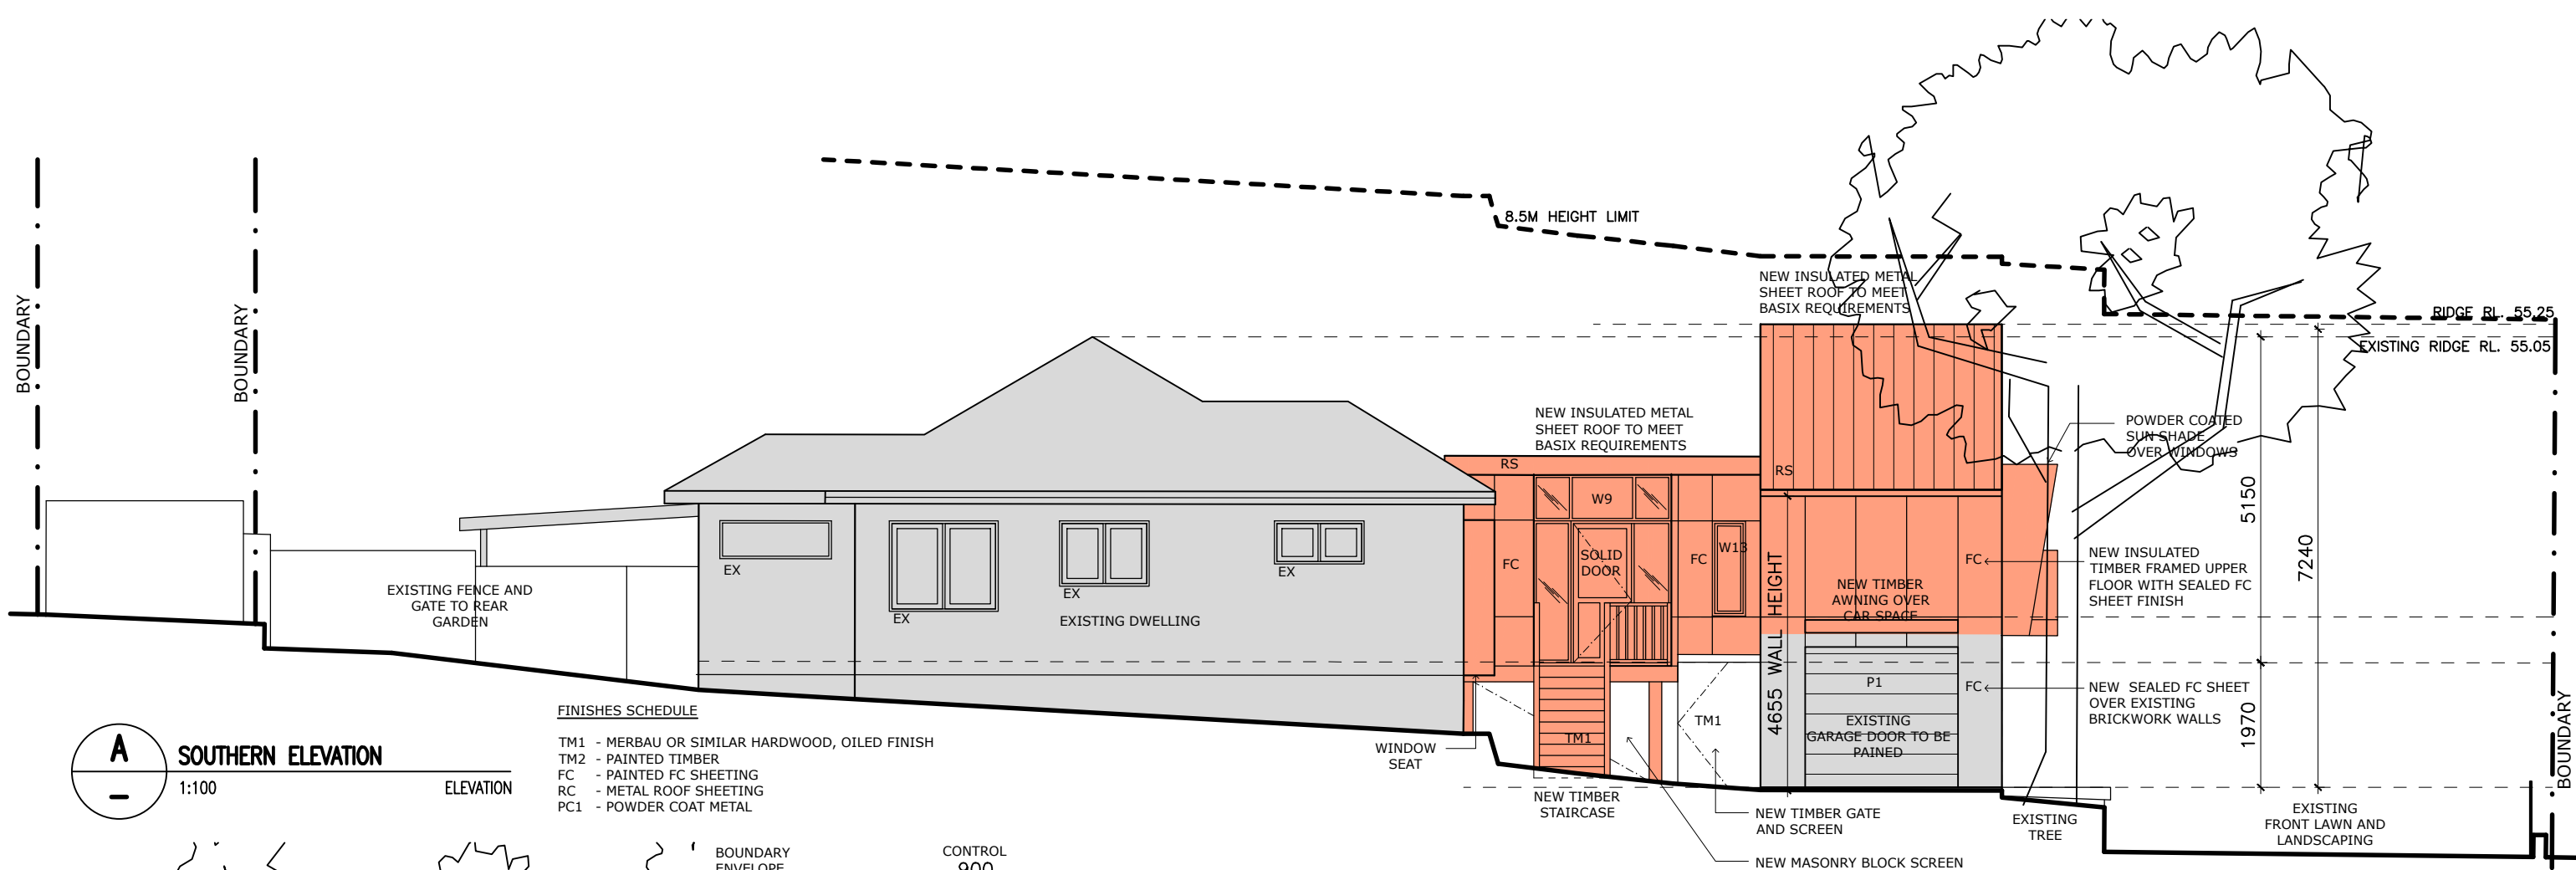 8.5M HEIGHT LIMIT
NEW INSULATED METAL
SHEET ROOF TO MEET
BASIX REQUIREMENTS
RIDGE RL. 55.25
EXISTING RIDGE RL. 55.05
BOUNDARY
BOUNDARY
NEW INSULATED METAL
SHEET ROOF TO MEET
BASIX REQUIREMENTS
POWDER COATED
SUN SHADE
OVER WINDOWS
RS
RS
W9
5150
7240
EX
EX
EX
EX
EXISTING DWELLING
EXISTING FENCE AND
GATE TO REAR
GARDEN
FC
SOLID
DOOR
FC
W13
4655 WALL HEIGHT
NEW TIMBER
AWNING OVER
CAR SPACE
FC
NEW INSULATED
TIMBER FRAMED UPPER
FLOOR WITH SEALED FC
SHEET FINISH
P1
FC
NEW SEALED FC SHEET
OVER EXISTING
BRICKWORK WALLS
1970
BOUNDARY
TM1
TM1
EXISTING
GARAGE DOOR TO BE
PAINED
WINDOW
SEAT
NEW TIMBER
STAIRCASE
NEW TIMBER GATE
AND SCREEN
NEW MASONRY BLOCK SCREEN
EXISTING
TREE
EXISTING
FRONT LAWN AND
LANDSCAPING
A
SOUTHERN ELEVATION
1:100 ELEVATION
FINISHES SCHEDULE
TM1 - MERBAU OR SIMILAR HARDWOOD, OILED FINISH
TM2 - PAINTED TIMBER
FC - PAINTED FC SHEETING
RC - METAL ROOF SHEETING
PC1 - POWDER COAT METAL
BOUNDARY
ENVELOPE
CONTROL
900